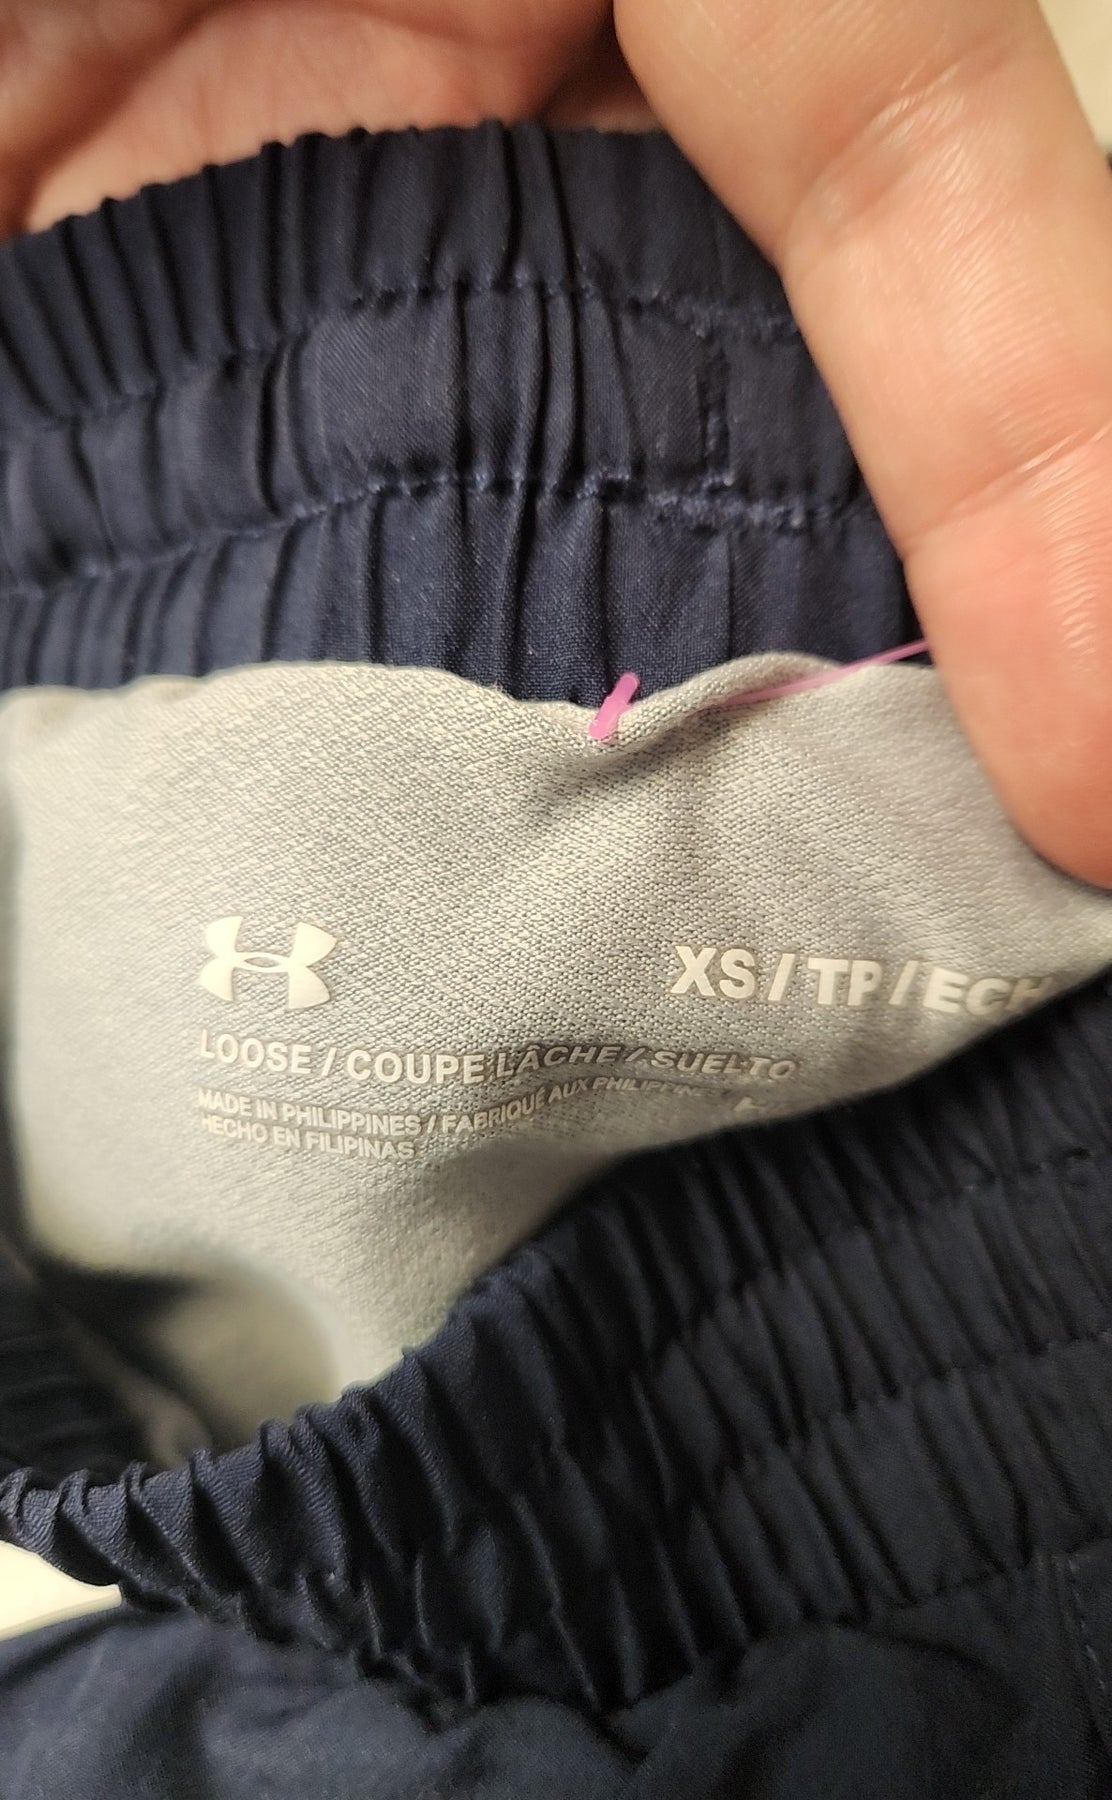 XS / TP / ECH
LOOSE / COUPE LÂCHE / SUELTO
MADE IN PHILIPPINES / FABRIQUÉ AUX PHILIPPINES
HECHO EN FILIPINAS